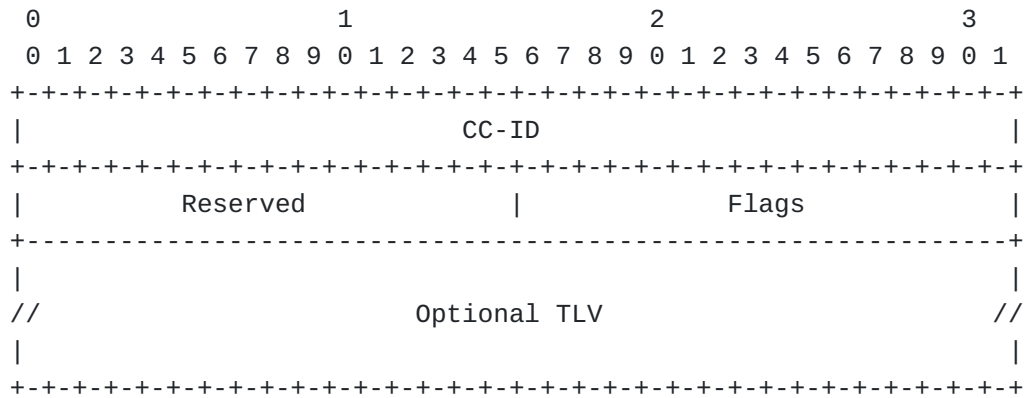 0                   1                   2                   3
 0 1 2 3 4 5 6 7 8 9 0 1 2 3 4 5 6 7 8 9 0 1 2 3 4 5 6 7 8 9 0 1
+-+-+-+-+-+-+-+-+-+-+-+-+-+-+-+-+-+-+-+-+-+-+-+-+-+-+-+-+-+-+-+-+
|                            CC-ID                              |
+-+-+-+-+-+-+-+-+-+-+-+-+-+-+-+-+-+-+-+-+-+-+-+-+-+-+-+-+-+-+-+-+
|          Reserved             |             Flags             |
+---------------------------------------------------------------+
|                                                               |
//                        Optional TLV                         //
|                                                               |
+-+-+-+-+-+-+-+-+-+-+-+-+-+-+-+-+-+-+-+-+-+-+-+-+-+-+-+-+-+-+-+-+